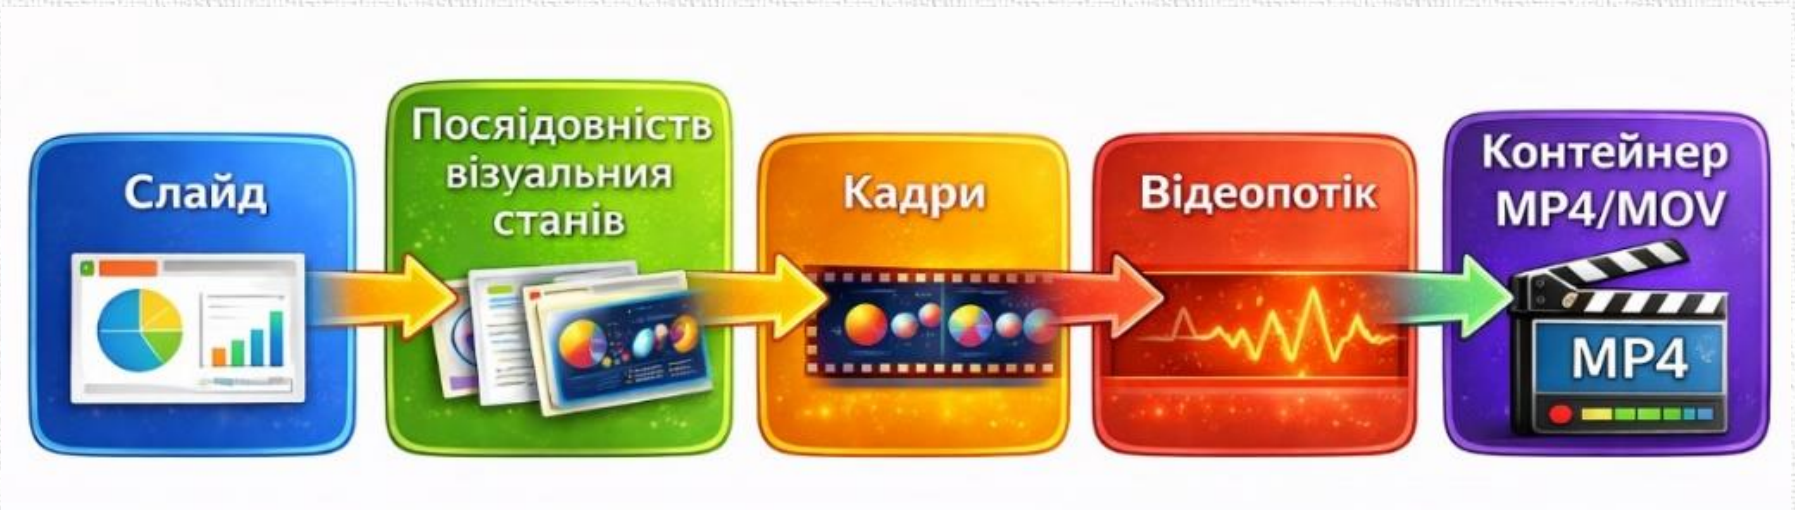 Слайд
Посяідовніств
візуальния
станів
Кадри
Відеопотік
Контейнер
MP4/MOV
MP4